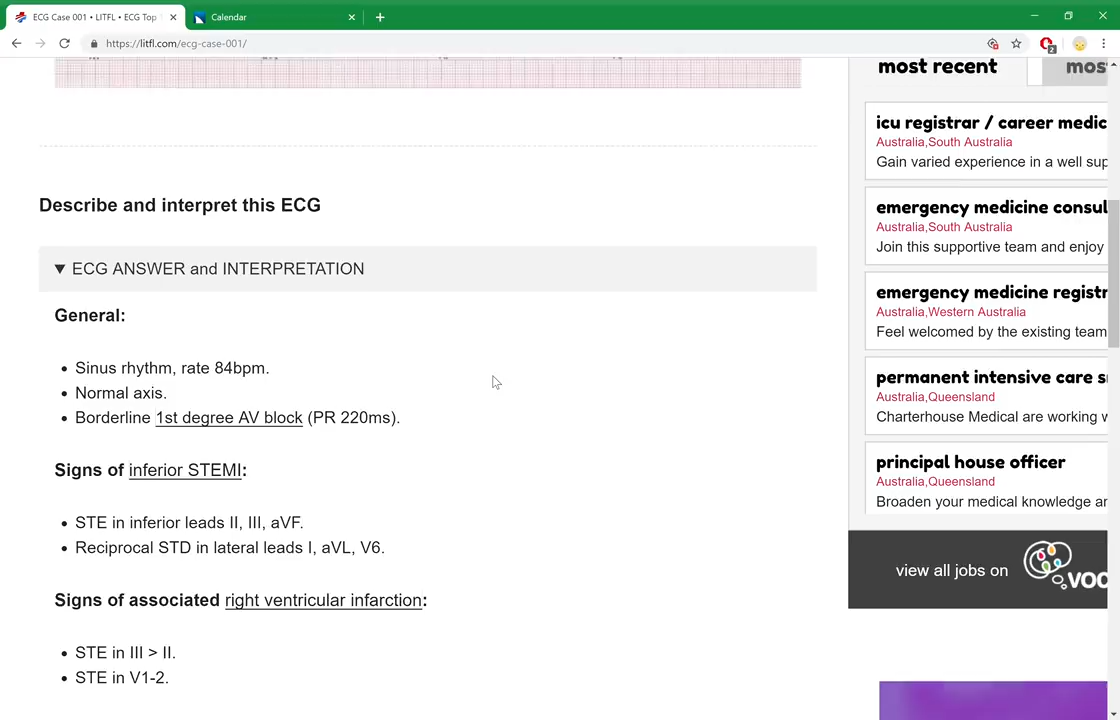 ECG Case 001 • LITFL • ECG Top
Calendar
https://litfl.com/ecg-case-001/
2
Describe and interpret this ECG
▼ ECG ANSWER and INTERPRETATION
General:
• Sinus rhythm, rate 84bpm.
• Normal axis.
• Borderline 1st degree AV block (PR 220ms).
Signs of inferior STEMI:
• STE in inferior leads II, III, aVF.
• Reciprocal STD in lateral leads I, aVL, V6.
Signs of associated right ventricular infarction:
• STE in III > II.
• STE in V1-2.
most recent
mos
icu registrar / career medic
Australia,South Australia
Gain varied experience in a well sup
emergency medicine consul
Australia,South Australia
Join this supportive team and enjoy
emergency medicine registr
Australia,Western Australia
Feel welcomed by the existing team
permanent intensive care s
Australia,Queensland
Charterhouse Medical are working w
principal house officer
Australia,Queensland
Broaden your medical knowledge an
view all jobs on
voc